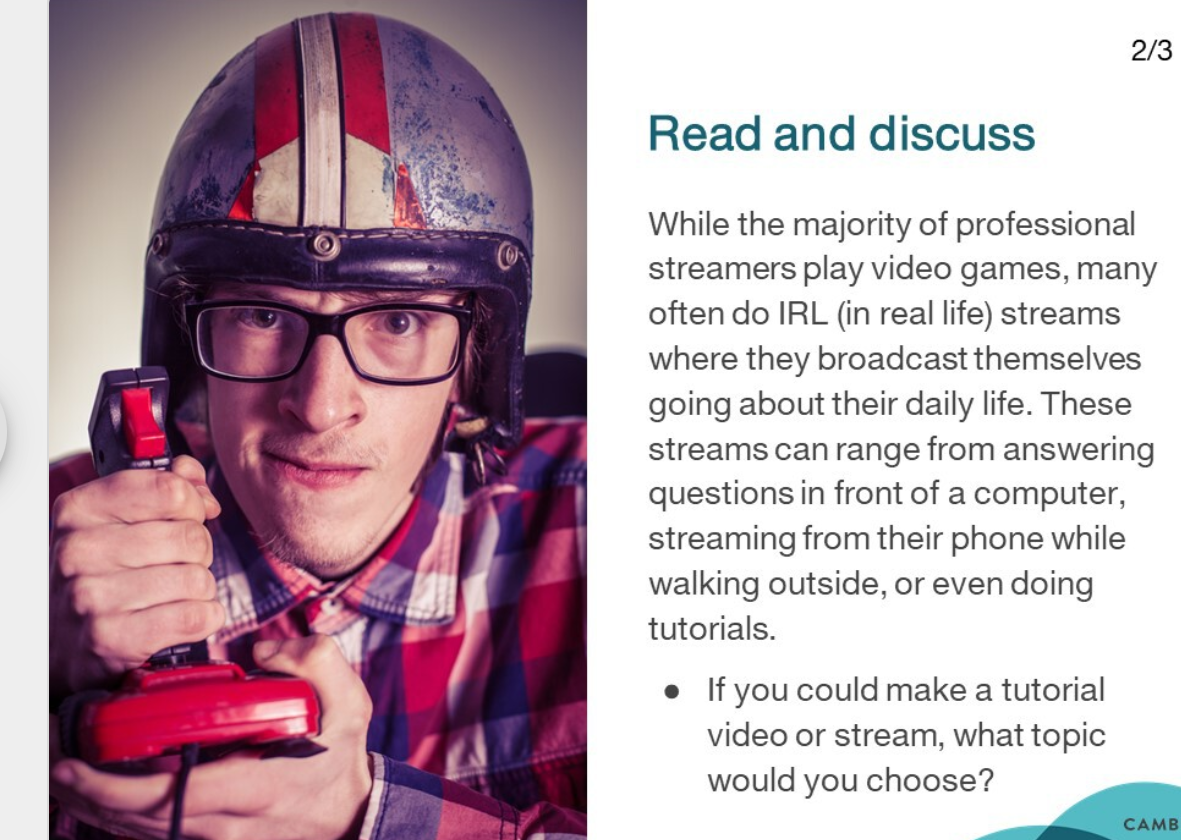 2/3
Read and discuss
While the majority of professional
streamers play video games, many
often do IRL (in real life) streams
where they broadcast themselves
going about their daily life. These
streams can range from answering
questions in front of a computer,
streaming from their phone while
walking outside, or even doing
tutorials.
● If you could make a tutorial
video or stream, what topic
would you choose?
CAMB